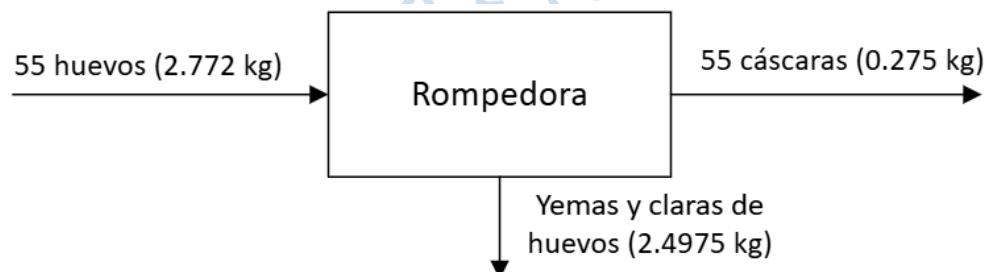 55 huevos (2.772 kg)
Rompedora
55 cáscaras (0.275 kg)
Yemas y claras de
huevos (2.4975 kg)